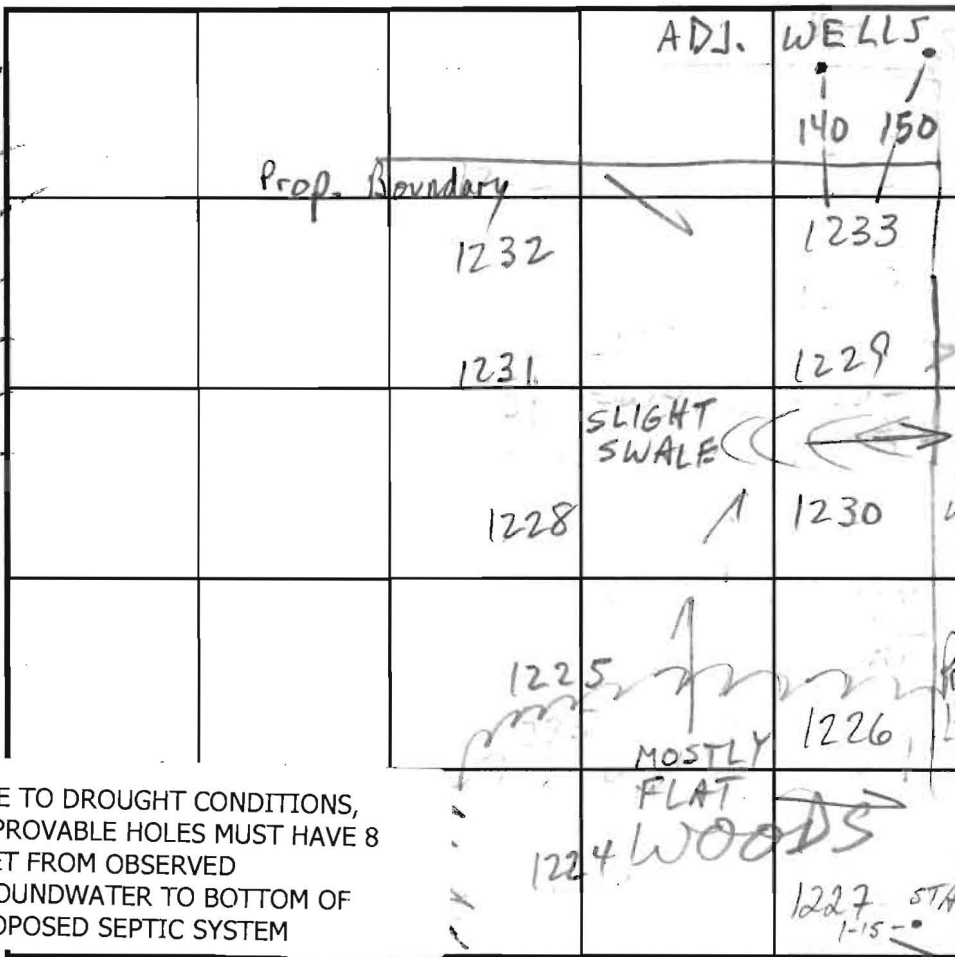 ADJ. WELLS
140 150
Prop. Boundary
1232
1233
1231
1229
SLIGHT
SWALE
1228
1230
1225
1226
MOSTLY
FLAT
WOODS
1224
1227
1-15
E TO DROUGHT CONDITIONS,
PROVABLE HOLES MUST HAVE 8
ET FROM OBSERVED
OUNDWATER TO BOTTOM OF
OPOSED SEPTIC SYSTEM